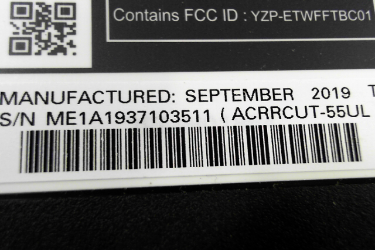 Contains FCC ID : YZP-ETWFFTBC01
MANUFACTURED: SEPTEMBER 2019 T
S/N ME1A1937103511 ( ACRRCUT-55UL